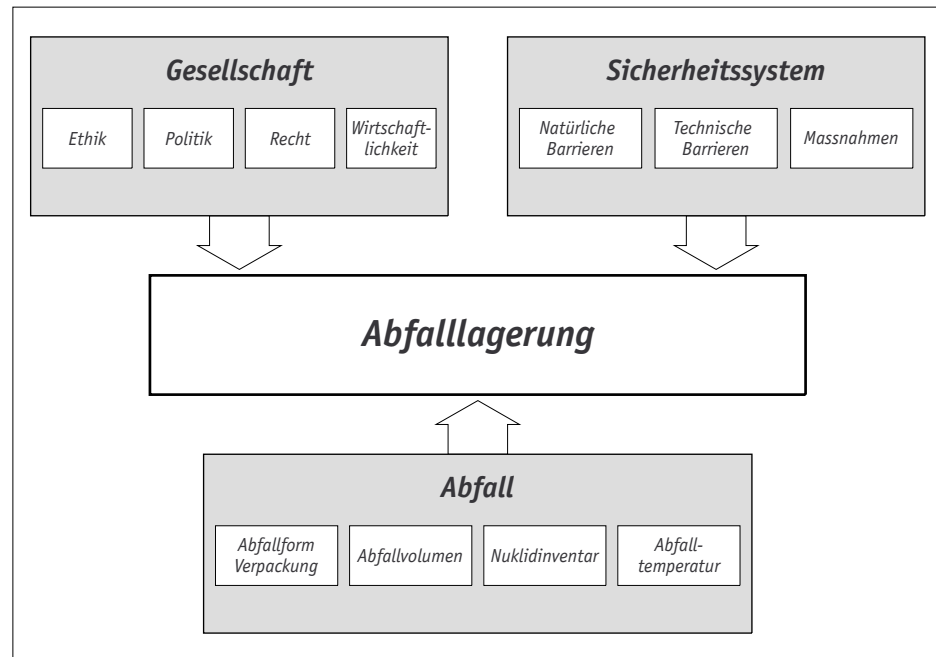 Gesellschaft
Ethik
Politik
Recht
Wirtschaft-
lichkeit
Sicherheitssystem
Natürliche
Barrieren
Technische
Barrieren
Massnahmen
Abfalllagerung
Abfall
Abfallform
Verpackung
Abfallvolumen
Nuklidinventar
Abfall-
temperatur